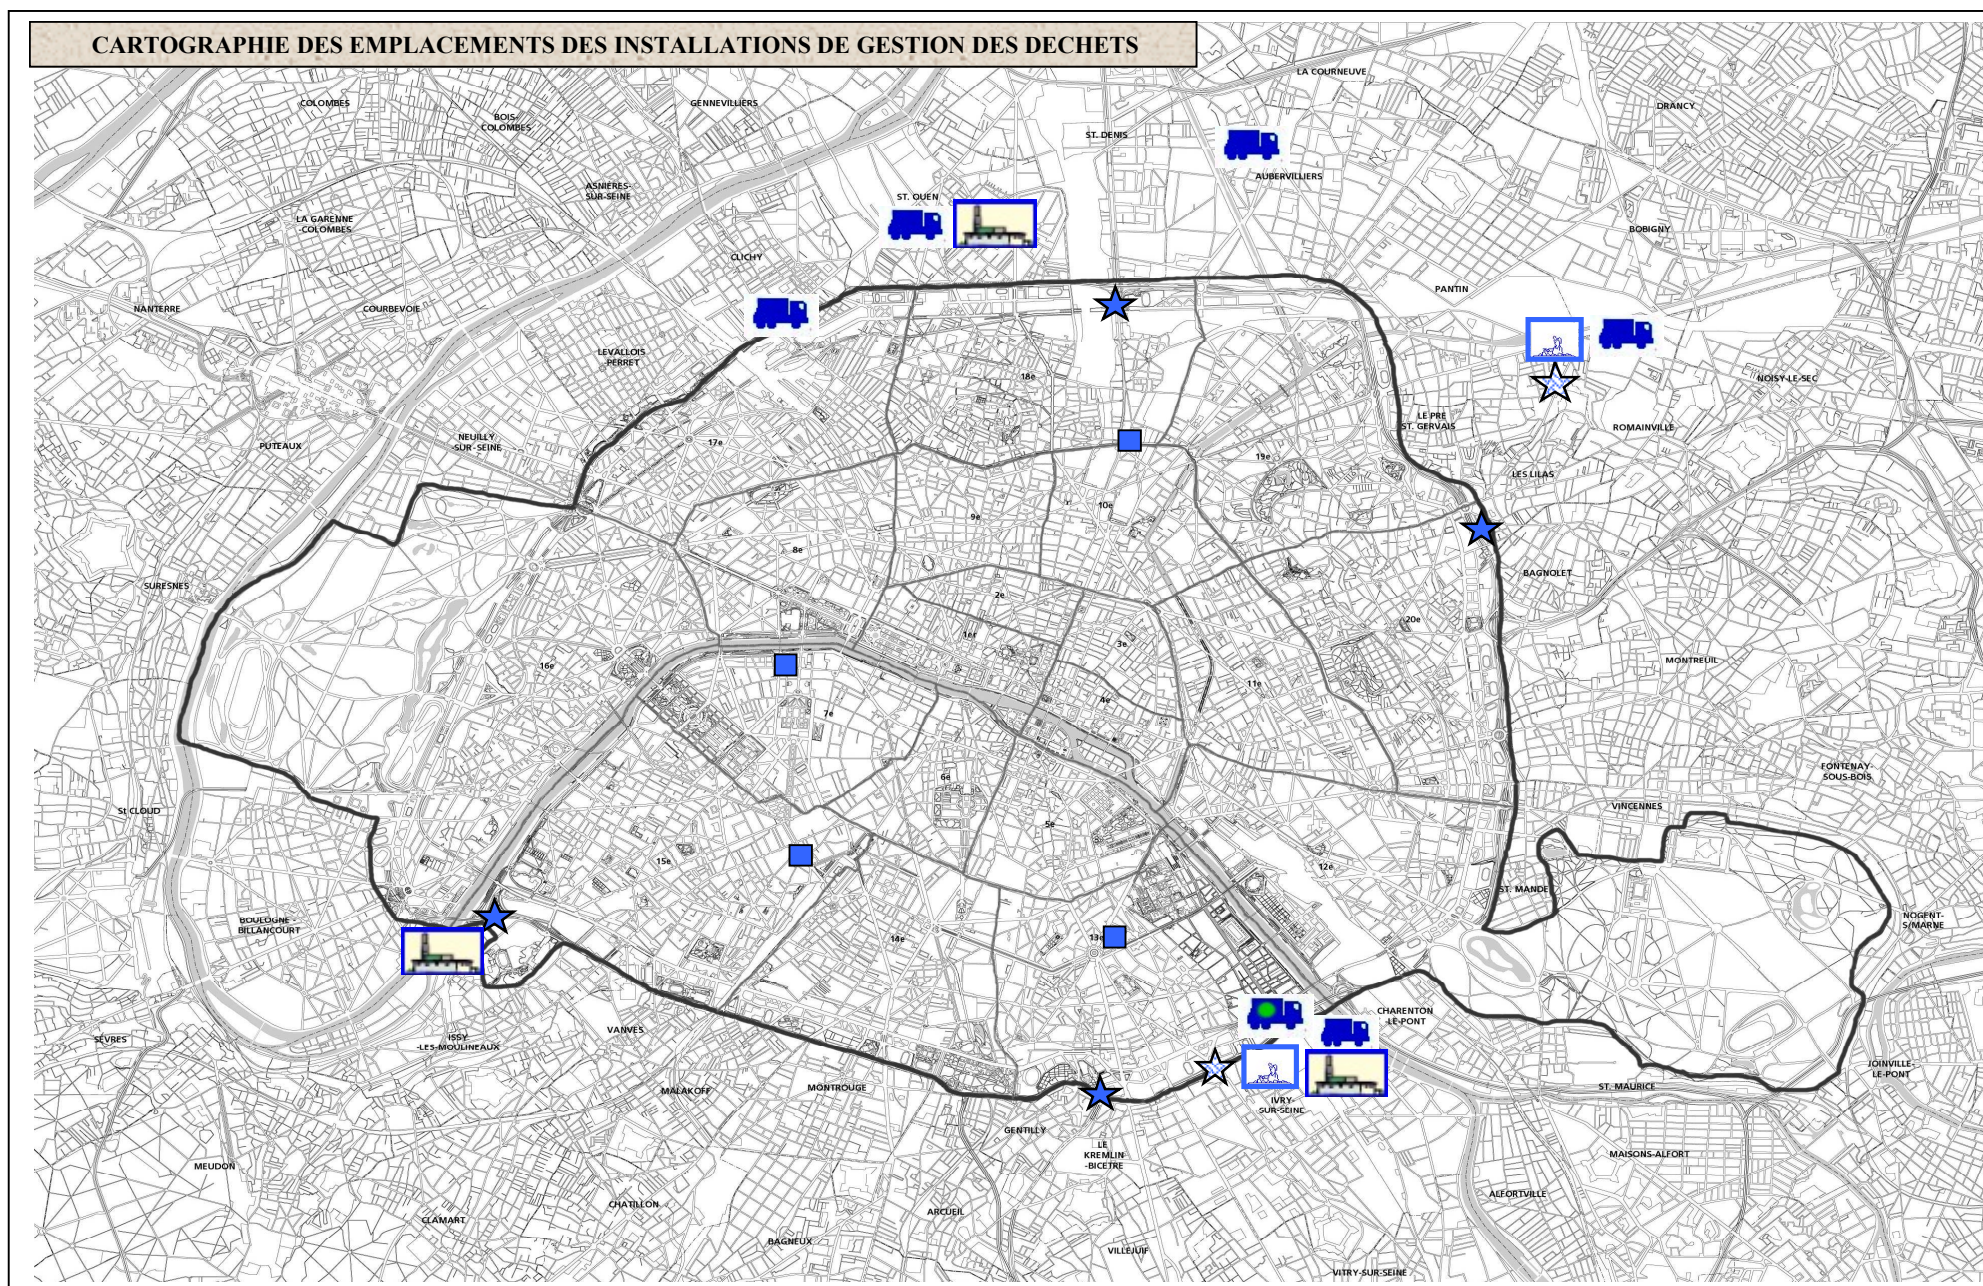 CARTOGRAPHIE DES EMPLACEMENTS DES INSTALLATIONS DE GESTION DES DECHETS
LA COURNEUVE
COLOMBES
GENNEVILLIERS
DRANCY
BOIS-
COLOMBES
ST. DENIS
AUBERVILLIERS
ASNIERES-
SUR-SEINE
ST. OUEN
LA GARENNE
-COLOMBES
BOBIGNY
CLICHY
PANTIN
NANTERRE
COURBEVOIE
LEVALLOIS
-PERRET
18e
NOISY-LE-SEC
LE PRE
ST. GERVAIS
ROMAINVILLE
NEUILLY
-SUR-SEINE
17e
PUTEAUX
19e
LES LILAS
10e
9e
8e
BAGNOLET
SURESNES
2e
20e
1er
3e
16e
MONTREUIL
11e
4e
7e
FONTENAY-
SOUS-BOIS
6e
VINCENNES
St CLOUD
5e
15e
12e
ST. MANDE
BOULOGNE -
BILLANCOURT
NOGENT-
S/MARNE
14e
13e
CHARENTON
-LE-PONT
VANVES
SEVRES
ISSY
-LES-MOULINEAUX
JOINVILLE-
LE-PONT
MALAKOFF
MONTROUGE
ST. MAURICE
IVRY-
SUR-SEINE
GENTILLY
LE
KREMLIN
-BICETRE
MAISONS-ALFORT
MEUDON
ALFORTVILLE
CHATILLON
ARCUEIL
CLAMART
BAGNEUX
VILLEJUIF
VITRY-SUR-SEINE